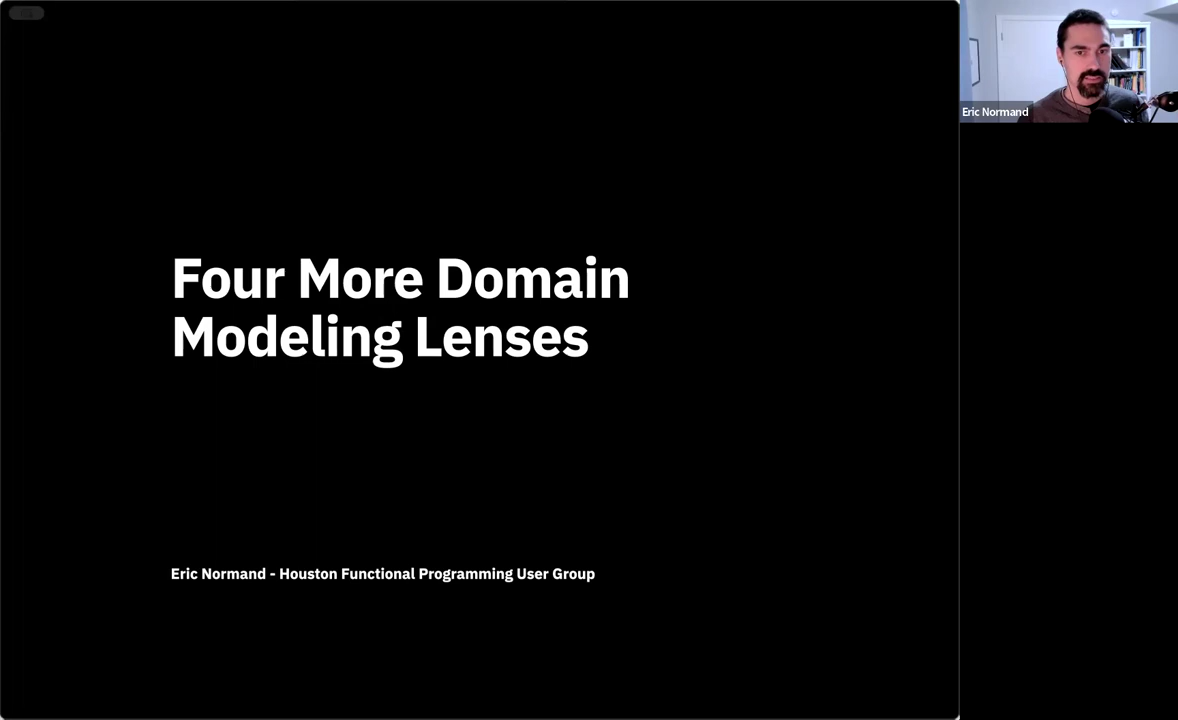 Four More Domain
Modeling Lenses
Eric Normand - Houston Functional Programming User Group
Eric Normand